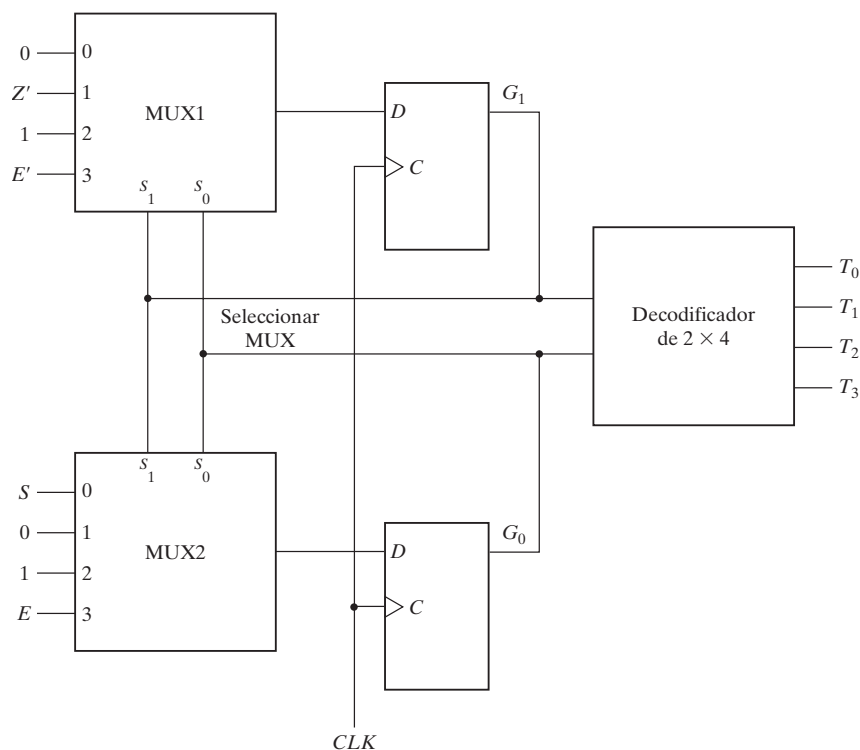 0 0
Z′ 1
1 2
E′ 3
MUX1
S1 S0
D
C
G1
Seleccionar
MUX
Decodificador
de 2 × 4
T0
T1
T2
T3
S1 S0
S 0
0 1
1 2
E 3
MUX2
D
C
G0
CLK